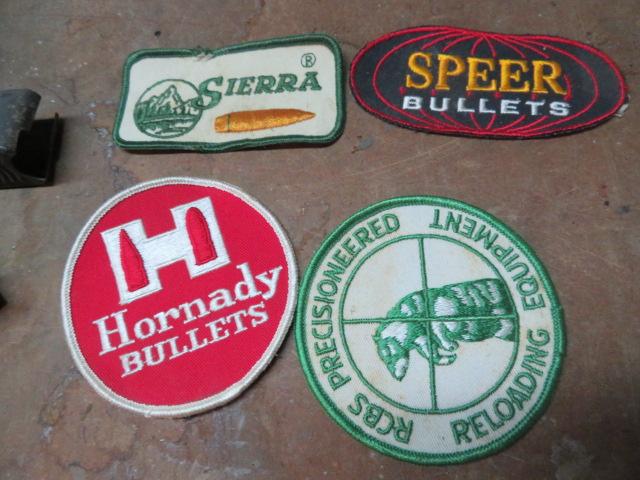 SIERRA ®
SPEER
BULLETS
H
Hornady
BULLETS
RCBS PRECISIONEERED
RELOADING EQUIPMENT